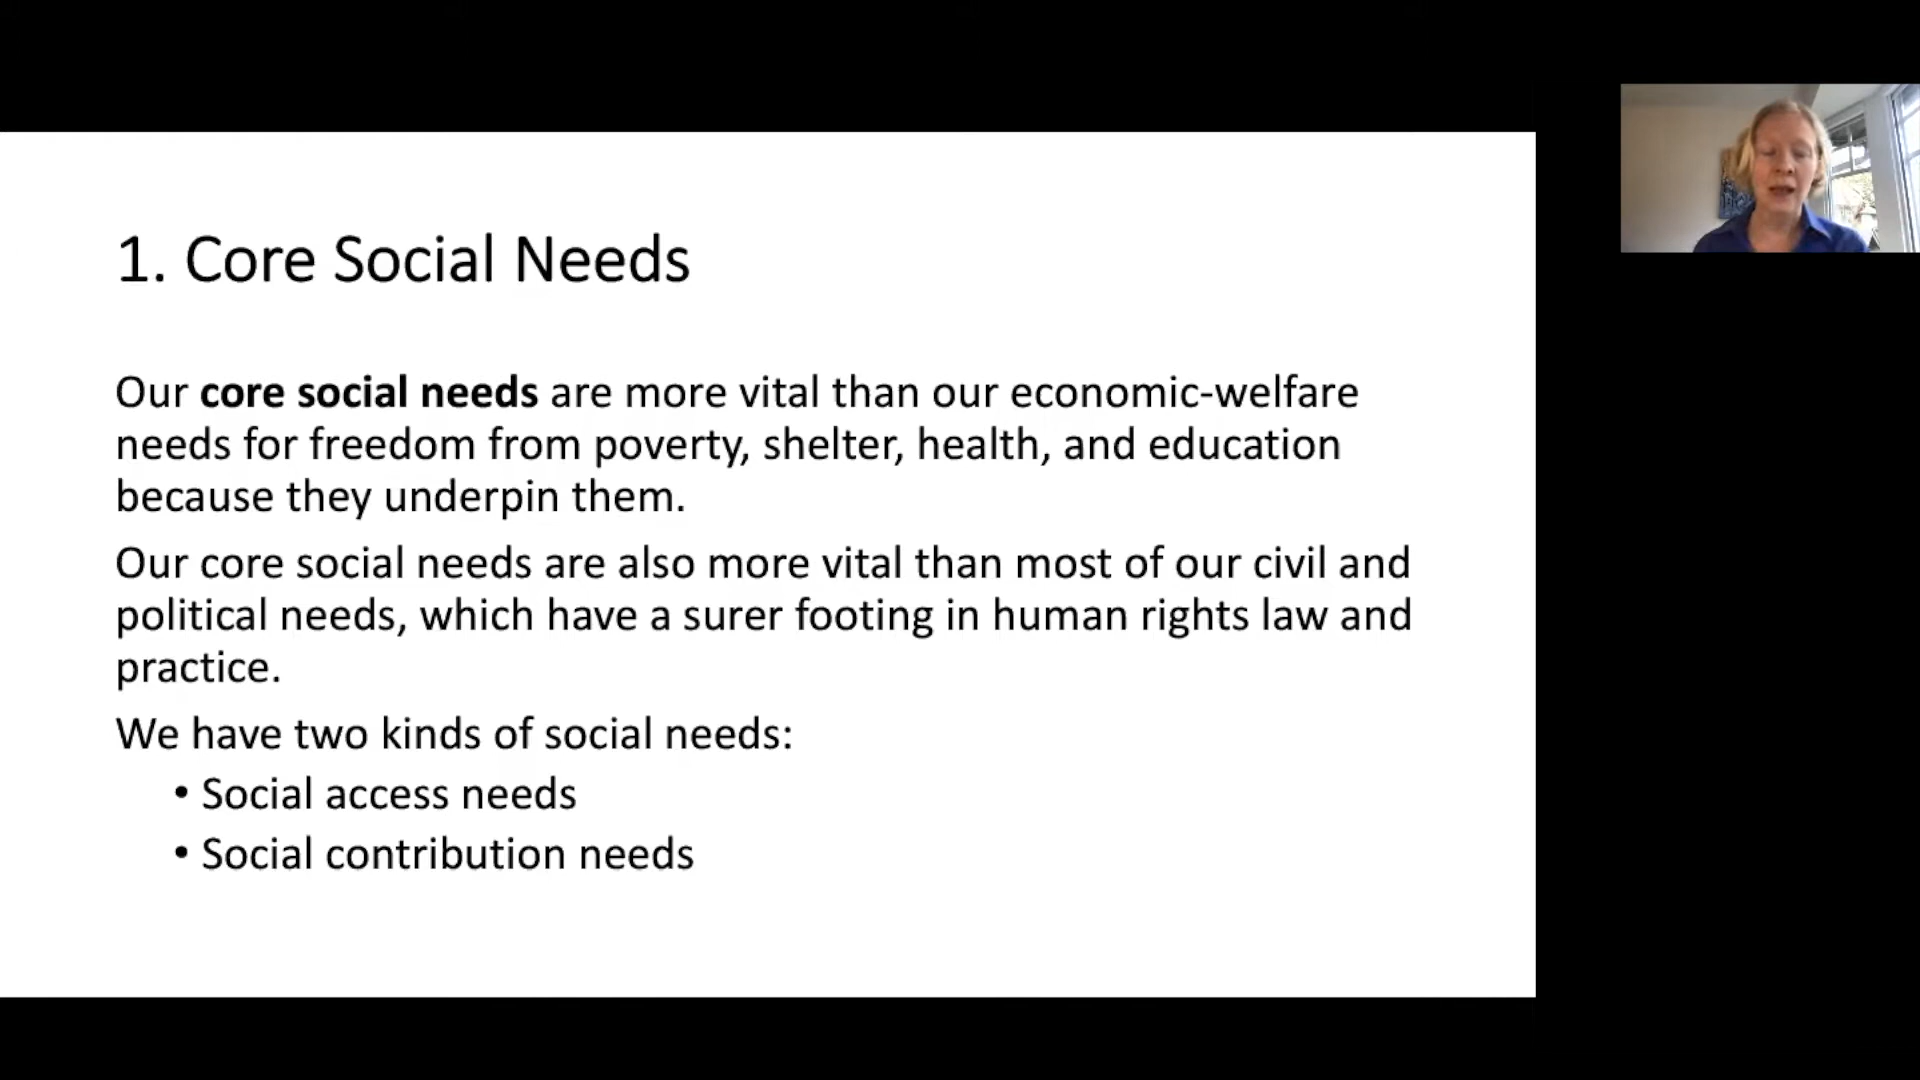 1. Core Social Needs
Our core social needs are more vital than our economic-welfare
needs for freedom from poverty, shelter, health, and education
because they underpin them.
Our core social needs are also more vital than most of our civil and
political needs, which have a surer footing in human rights law and
practice.
We have two kinds of social needs:
• Social access needs
• Social contribution needs